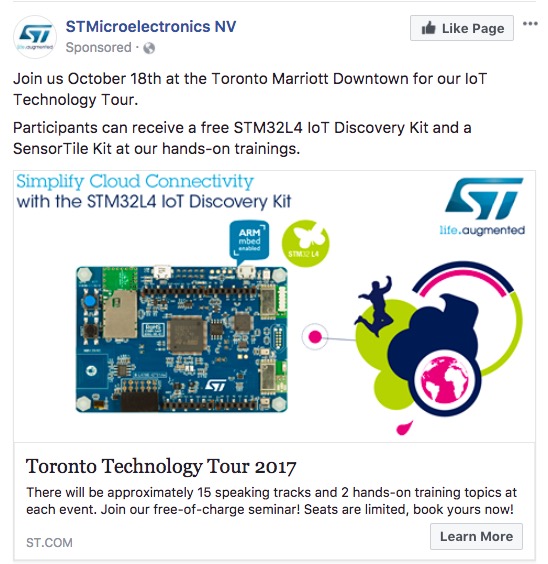 ST
life.augmented
STMicroelectronics NV
Sponsored ·
Like Page
Join us October 18th at the Toronto Marriott Downtown for our IoT
Technology Tour.
Participants can receive a free STM32L4 IoT Discovery Kit and a
SensorTile Kit at our hands-on trainings.
Simplify Cloud Connectivity
with the STM32L4 IoT Discovery Kit
ST
life.augmented
ARM
mbed
enabled
STM32 L4
RoHS
ST
Toronto Technology Tour 2017
There will be approximately 15 speaking tracks and 2 hands-on training topics at
each event. Join our free-of-charge seminar! Seats are limited, book yours now!
ST.COM
Learn More